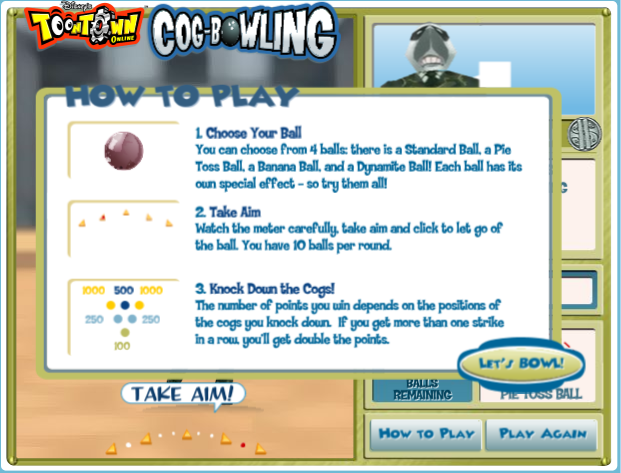 Disney's
TOONTOWN
ONLINE
COG-BOWLING
HOW TO PLAY
1. Choose Your Ball
You can choose from 4 balls: there is a Standard Ball, a Pie
Toss Ball, a Banana Ball, and a Dynamite Ball! Each ball has its
own special effect - so try them all!
2. Take Aim
Watch the meter carefully, take aim and click to let go of
the ball. You have 10 balls per round.
1000 500 1000
250 250
100
3. Knock Down the Cogs!
The number of points you win depends on the positions of
the cogs you knock down. If you get more than one strike
in a row, you'll get double the points.
LET'S BOWL!
TAKE AIM!
BALLS
REMAINING
PIE TOSS BALL
HOW TO PLAY
PLAY AGAIN